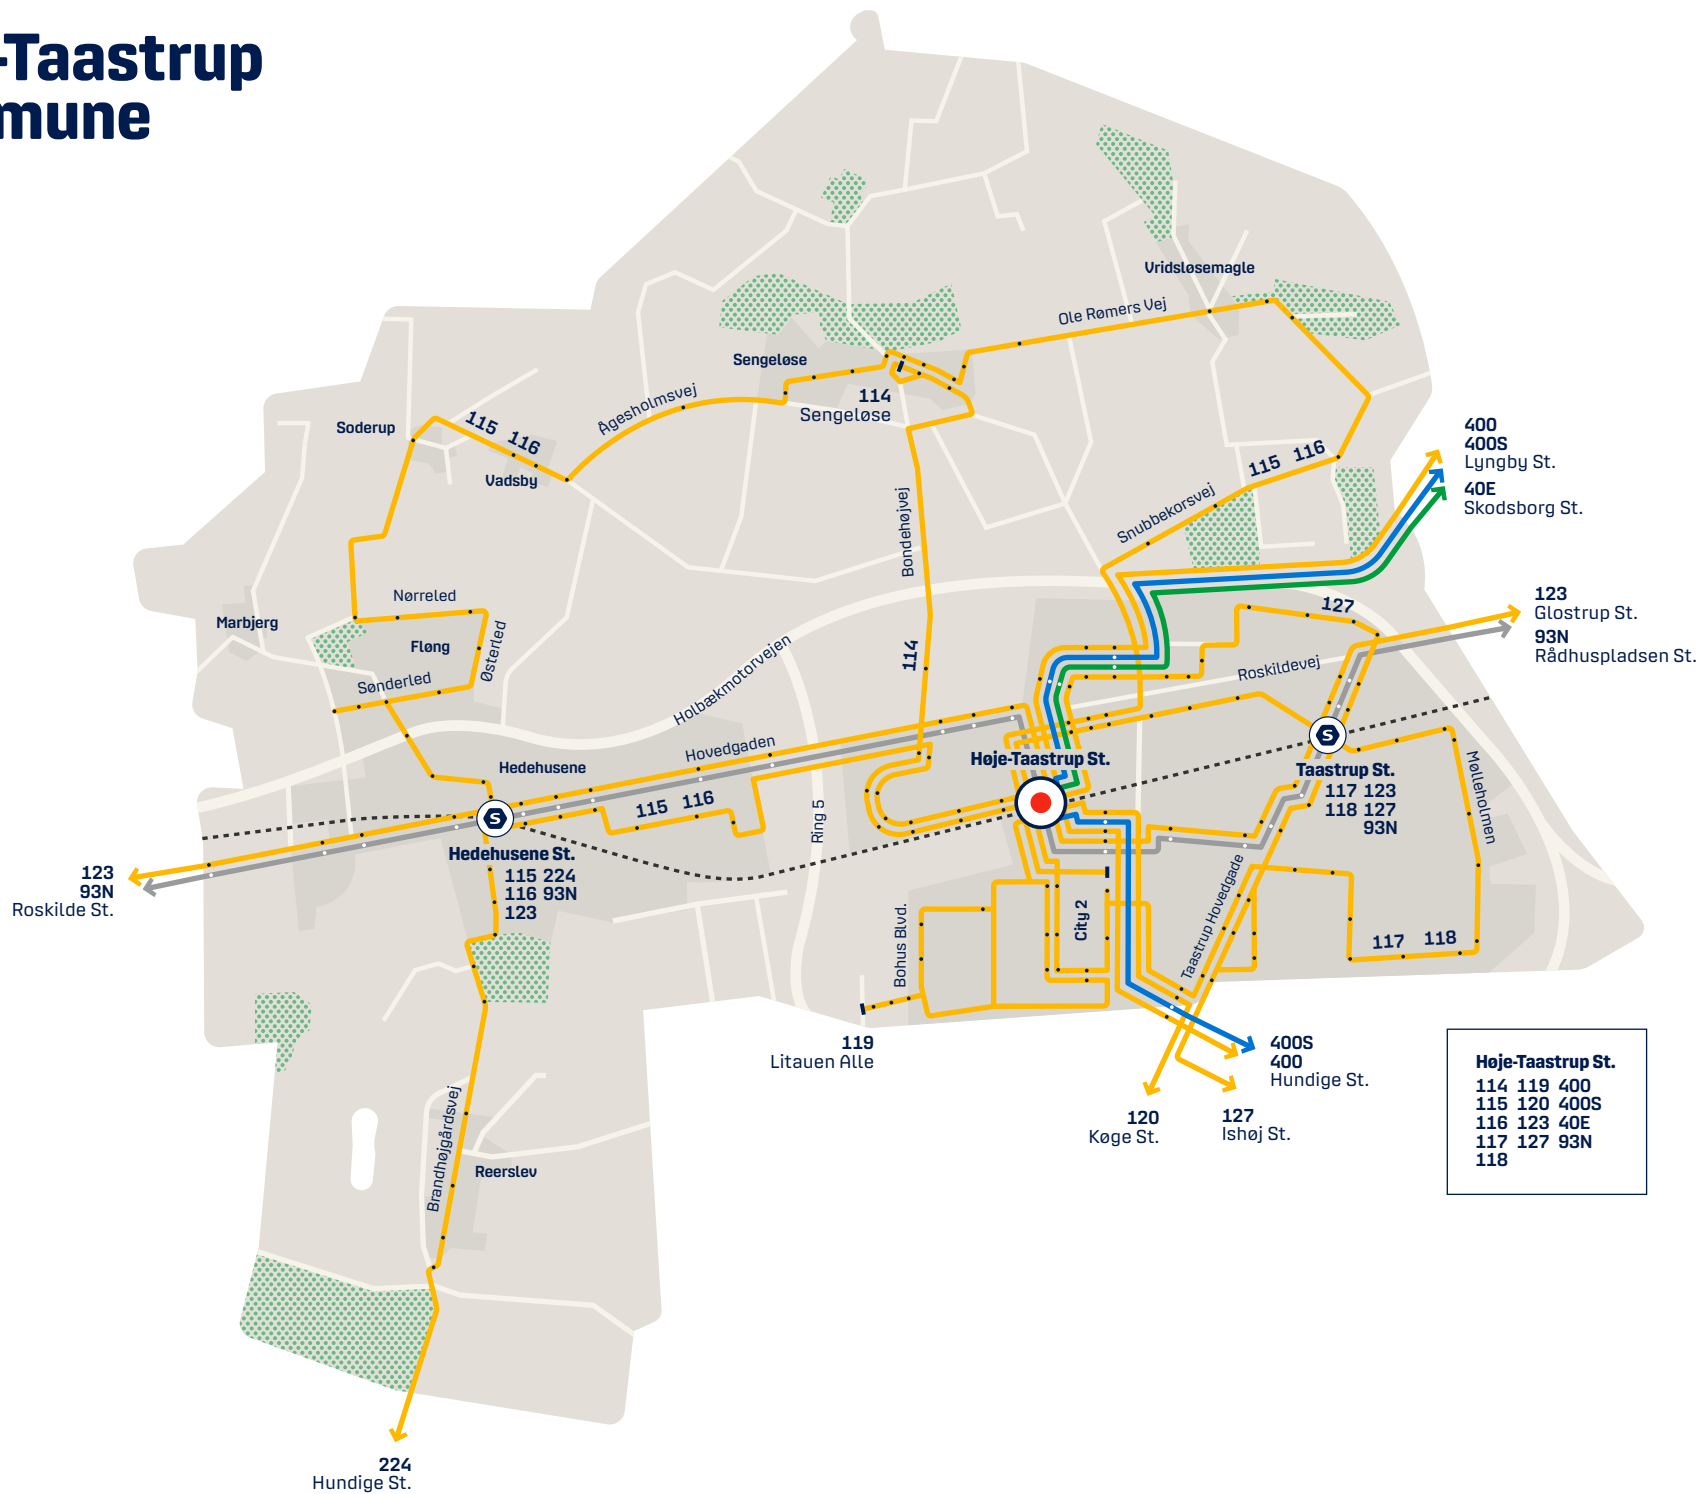 -Taastrup
mmune
Vridsløsemagle
Ole Rømers Vej
Sengeløse
114
Sengeløse
Ågesholmsvej
Soderup
115 116
Vadsby
115 116
Snubbekorsvej
400
400S
Lyngby St.
40E
Skodsborg St.
Bondehøjvej
Nørreled
Marbjerg
Fløng
Østerled
Sønderled
127
123
Glostrup St.
93N
Rådhuspladsen St.
114
Holbækmotorvejen
Roskildevej
Hovedgaden
Hedehusene
Høje-Taastrup St.
Taastrup St.
117 123
118 127
93N
Mølleholmen
115 116
Ring 5
Hedehusene St.
115 224
116 93N
123
123
93N
Roskilde St.
Taastrup Hovedgade
City 2
Bohus Blvd.
117 118
119
Litauen Alle
400S
400
Hundige St.
120
Køge St.
127
Ishøj St.
Høje-Taastrup St.
114 119 400
115 120 400S
116 123 40E
117 127 93N
118
Brandhøjgårdsvej
Reerslev
224
Hundige St.